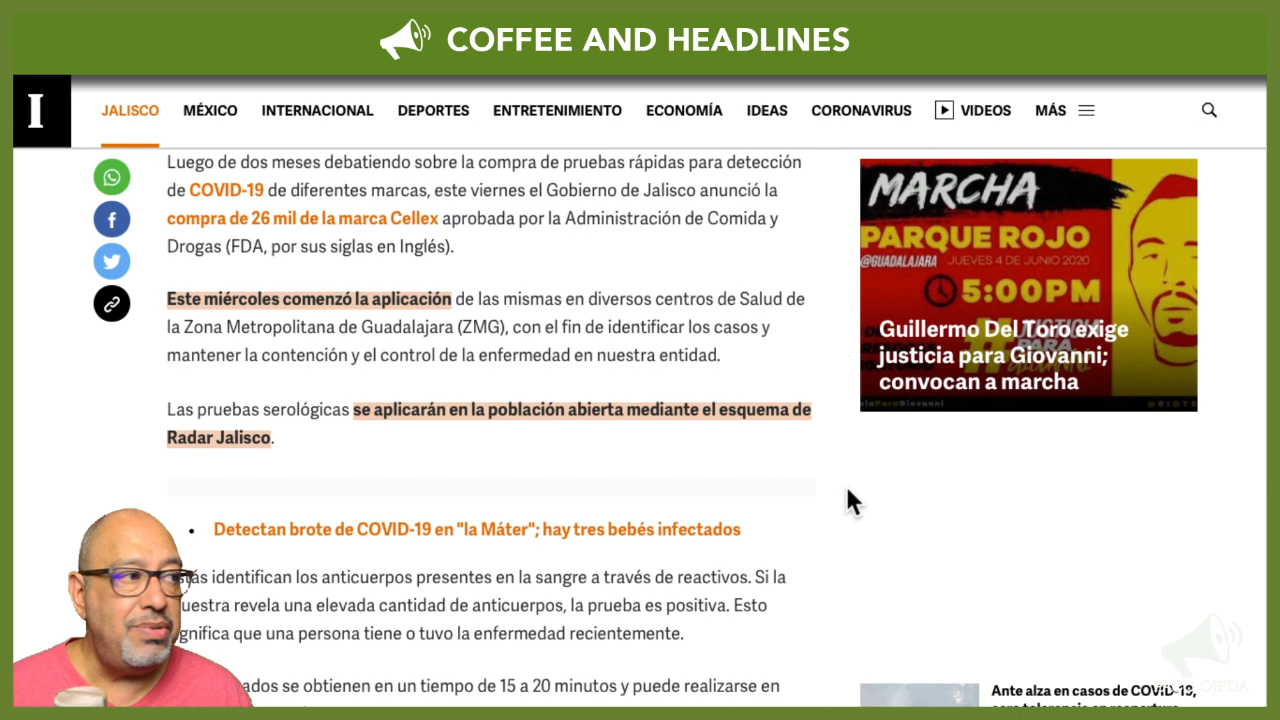 COFFEE AND HEADLINES
I
JALISCO MÉXICO INTERNACIONAL DEPORTES ENTRETENIMIENTO ECONOMÍA IDEAS CORONAVIRUS VIDEOS MÁS
Luego de dos meses debatiendo sobre la compra de pruebas rápidas para detección
de COVID-19 de diferentes marcas, este viernes el Gobierno de Jalisco anunció la
compra de 26 mil de la marca Cellex aprobada por la Administración de Comida y
Drogas (FDA, por sus siglas en Inglés).
Este miércoles comenzó la aplicación de las mismas en diversos centros de Salud de
la Zona Metropolitana de Guadalajara (ZMG), con el fin de identificar los casos y
mantener la contención y el control de la enfermedad en nuestra entidad.
Las pruebas serológicas se aplicarán en la población abierta mediante el esquema de
Radar Jalisco.
Detectan brote de COVID-19 en "la Máter"; hay tres bebés infectados
identifican los anticuerpos presentes en la sangre a través de reactivos. Si la
revela una elevada cantidad de anticuerpos, la prueba es positiva. Esto
que una persona tiene o tuvo la enfermedad recientemente.
se obtienen en un tiempo de 15 a 20 minutos y puede realizarse en
MARCHA
PARQUE ROJO
@GUADALAJARA JUEVES 4 DE JUNIO 2020
5:00PM
Guillermo Del Toro exige
justicia para Giovanni;
convocan a marcha
Ante alza en casos de COVID-19,
OJEDA